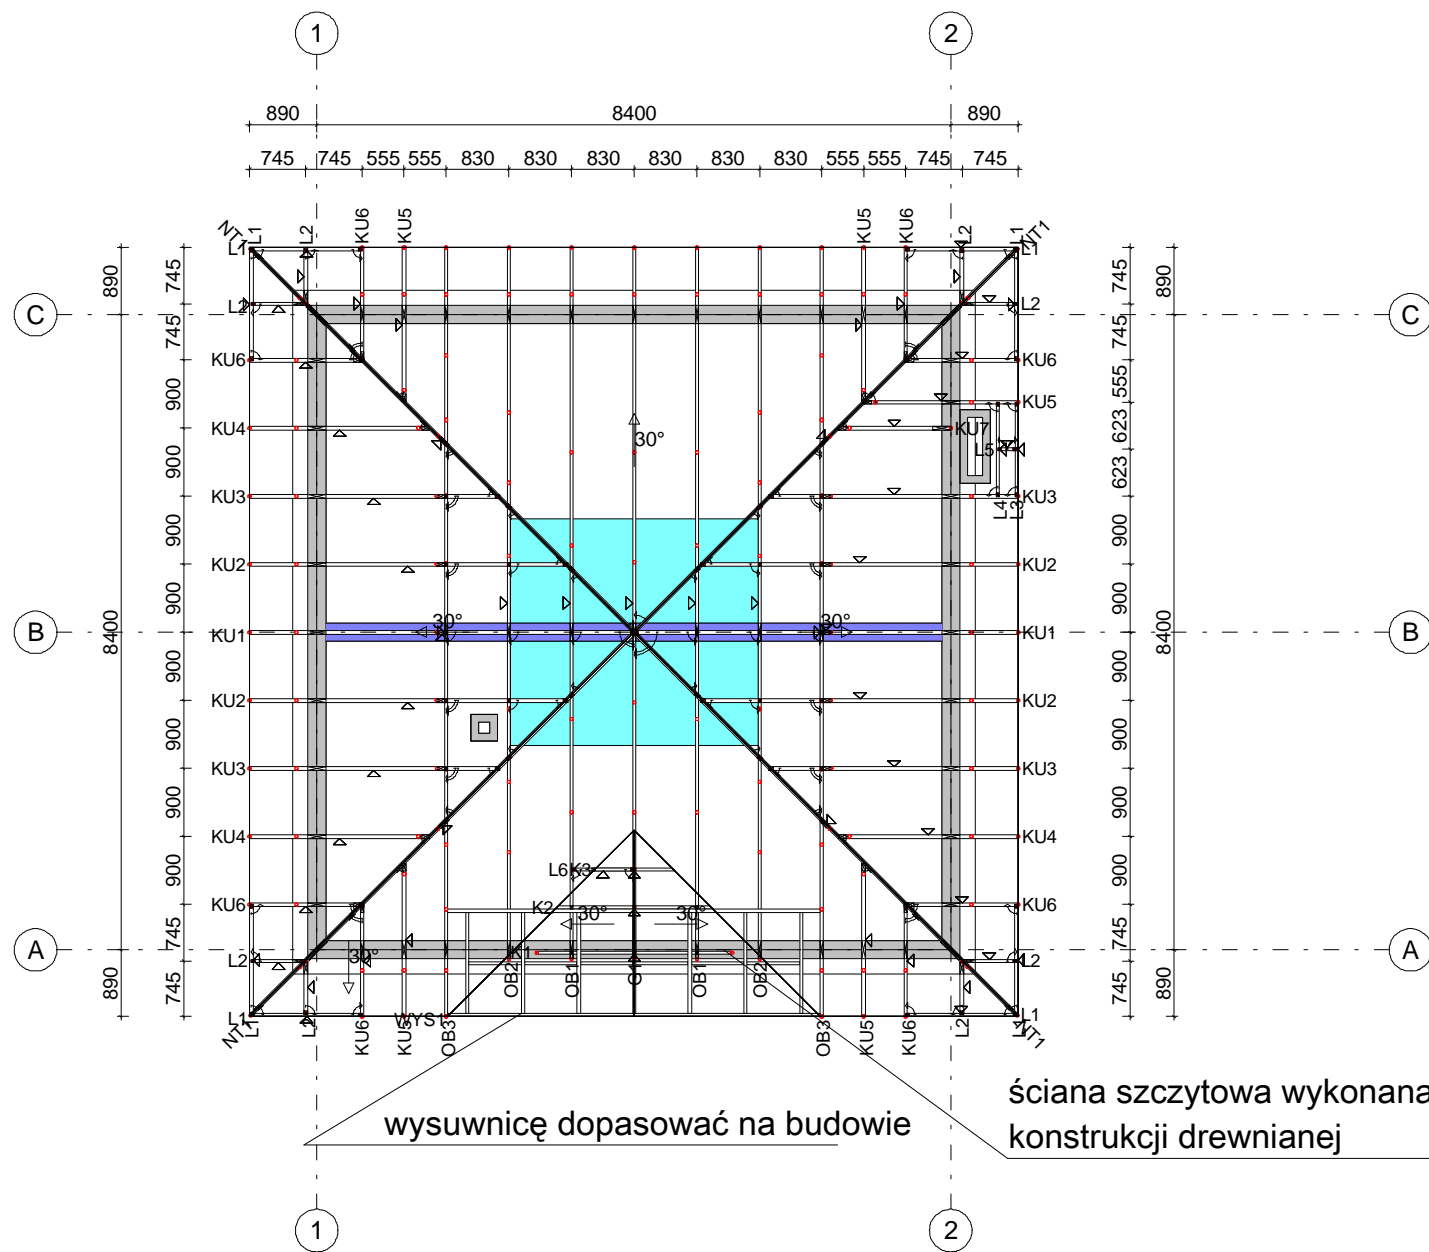 1 2
890 8400 890
745 745 555 555 830 830 830 830 830 830 555 555 745 745
NT1 L1 L2 KU6 KU5 KU5 KU6 L2 L1 NT1
L1 L1
890 745 745 890
L2 L2
C C
745 745
KU6 KU6
900 555
KU5
KU4 30° KU7 623
L5
900 623
KU3 L4 L3 KU3
900 900
KU2 KU2
900 900
30° 30°
B KU1 KU1 B
8400 8400
900 900
KU2 KU2
900 900
KU3 KU3
900 900
KU4 KU4
900 L6 K3 900
KU6 K2 30° 30° KU6
745 745
A 30° K1 A
L2 OB2 OB1 G1 OB1 OB2 L2
890 745 745 890
L1 WYS1 L1
NT1 L1 L2 KU6 KU5 OB3 OB3 KU5 KU6 L2 L1 NT1
ściana szczytowa wykonana
wysuwnicę dopasować na budowie
konstrukcji drewnianej
1 2